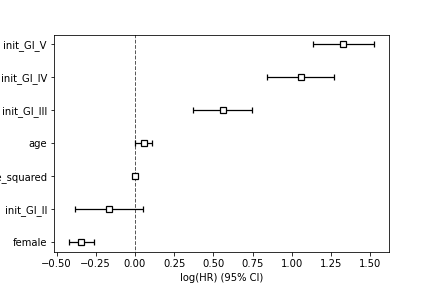 init_GI_V
init_GI_IV
init_GI_III
age
e_squared
init_GI_II
female
−0.50 −0.25 0.00 0.25 0.50 0.75 1.00 1.25 1.50
log(HR) (95% CI)